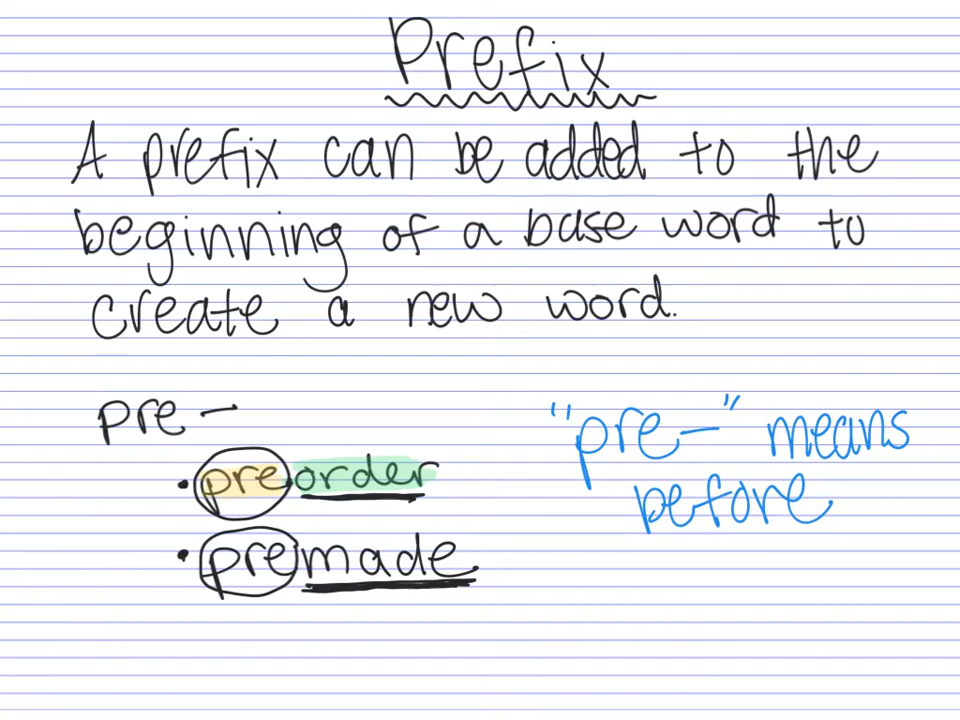 Prefix
A prefix can be added to the
beginning of a base word to
create a new word.
pre -
"pre-" means
before
• preorder
• premade